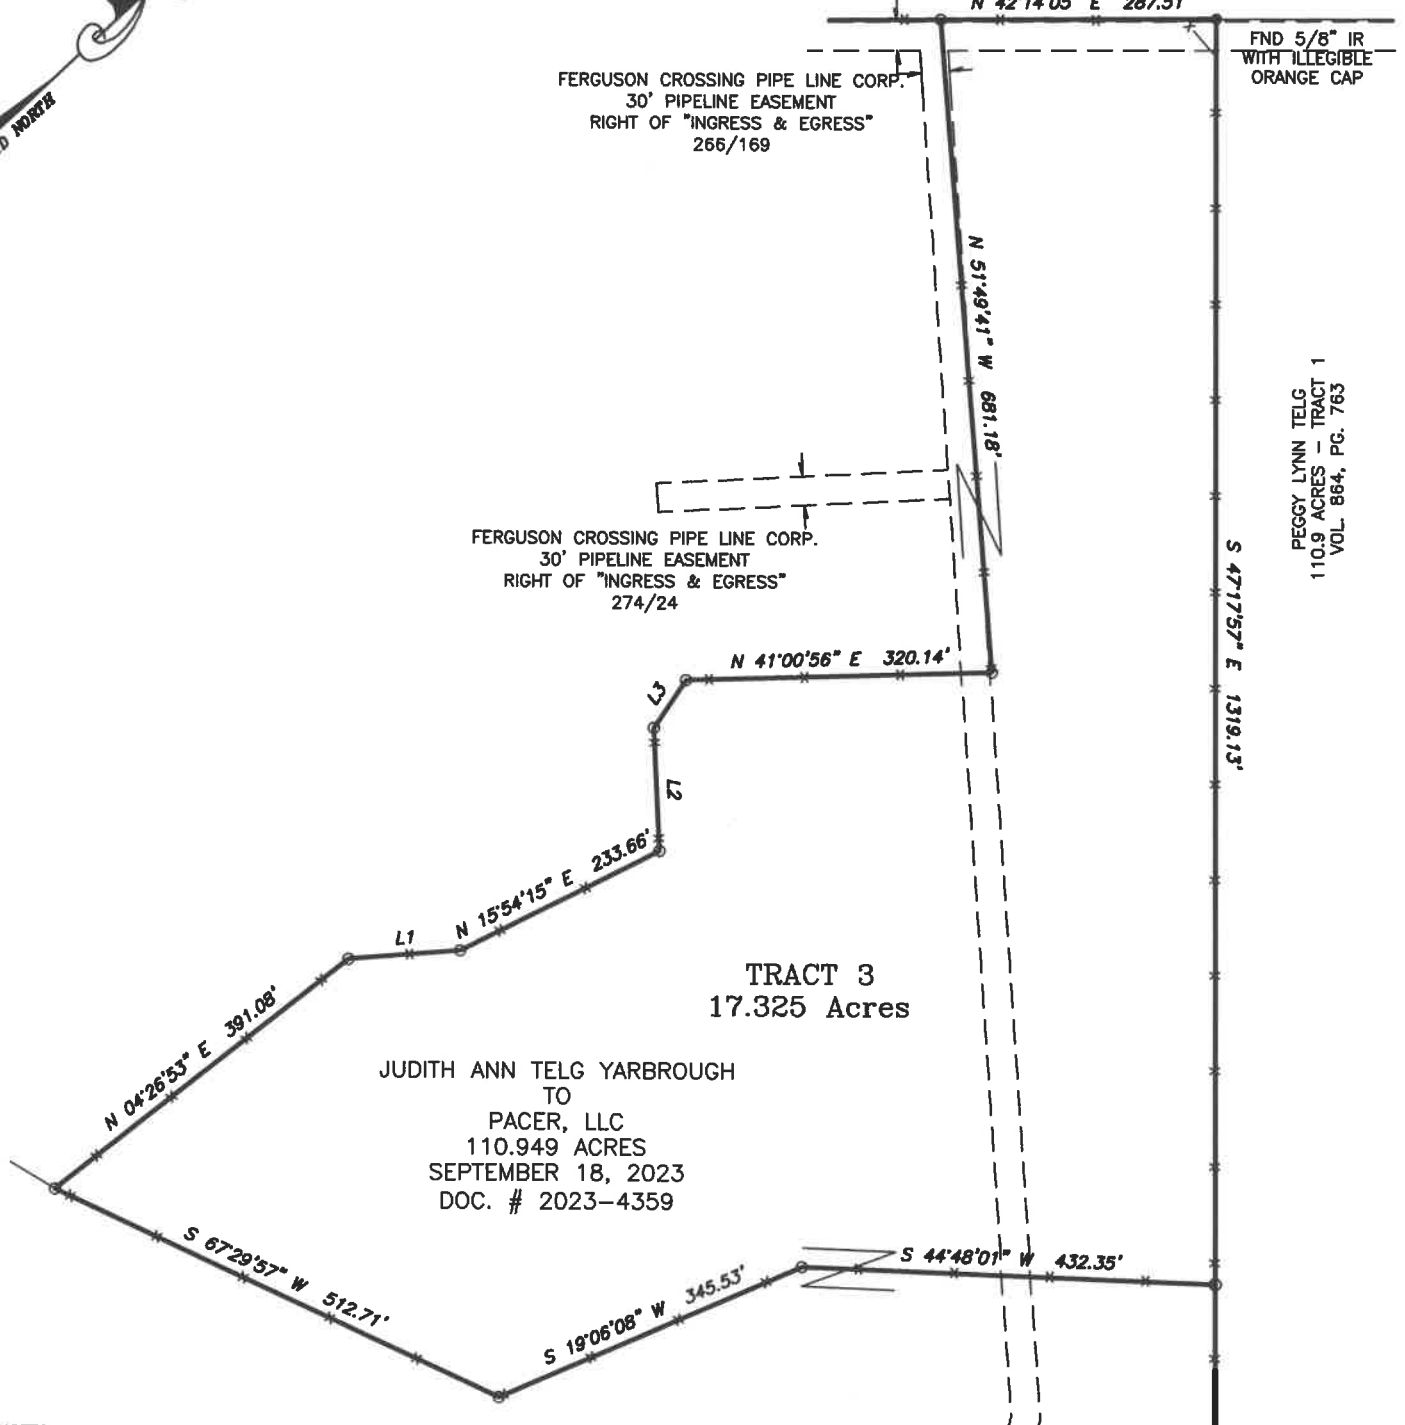 N 42°14'05" E 287.51'
NORTH
FND 5/8" IR
WITH ILLEGIBLE
ORANGE CAP
FERGUSON CROSSING PIPE LINE CORP.
30' PIPELINE EASEMENT
RIGHT OF "INGRESS & EGRESS"
266/169
N 51°49'41" W 681.18'
PEGGY LYNN TELG
110.9 ACRES – TRACT 1
VOL. 864, PG. 763
FERGUSON CROSSING PIPE LINE CORP.
30' PIPELINE EASEMENT
RIGHT OF "INGRESS & EGRESS"
274/24
S 47°17'57" E 1319.13'
N 41°00'56" E 320.14'
L3
L2
N 15°54'15" E 233.66'
L1
TRACT 3
17.325 Acres
N 04°26'53" E 391.08'
JUDITH ANN TELG YARBROUGH
TO
PACER, LLC
110.949 ACRES
SEPTEMBER 18, 2023
DOC. # 2023–4359
S 67°29'57" W 512.71'
S 19°06'08" W 345.53'
S 44°48'01" W 432.35'